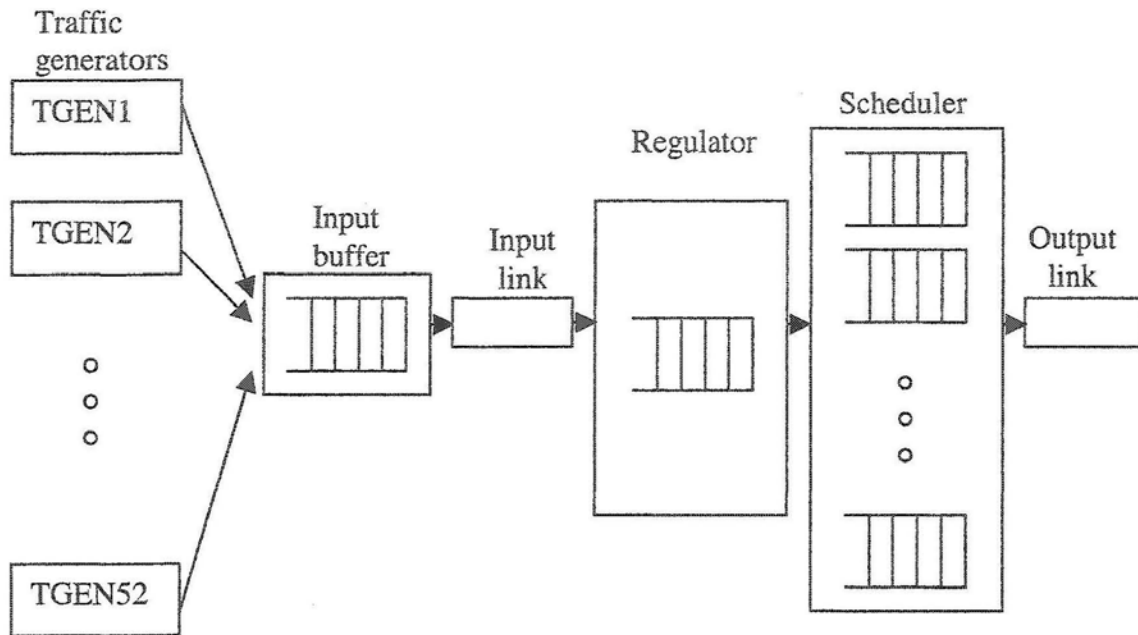 Traffic
generators
TGEN1
TGEN2
TGEN52
Input
buffer
Input
link
Regulator
Scheduler
Output
link